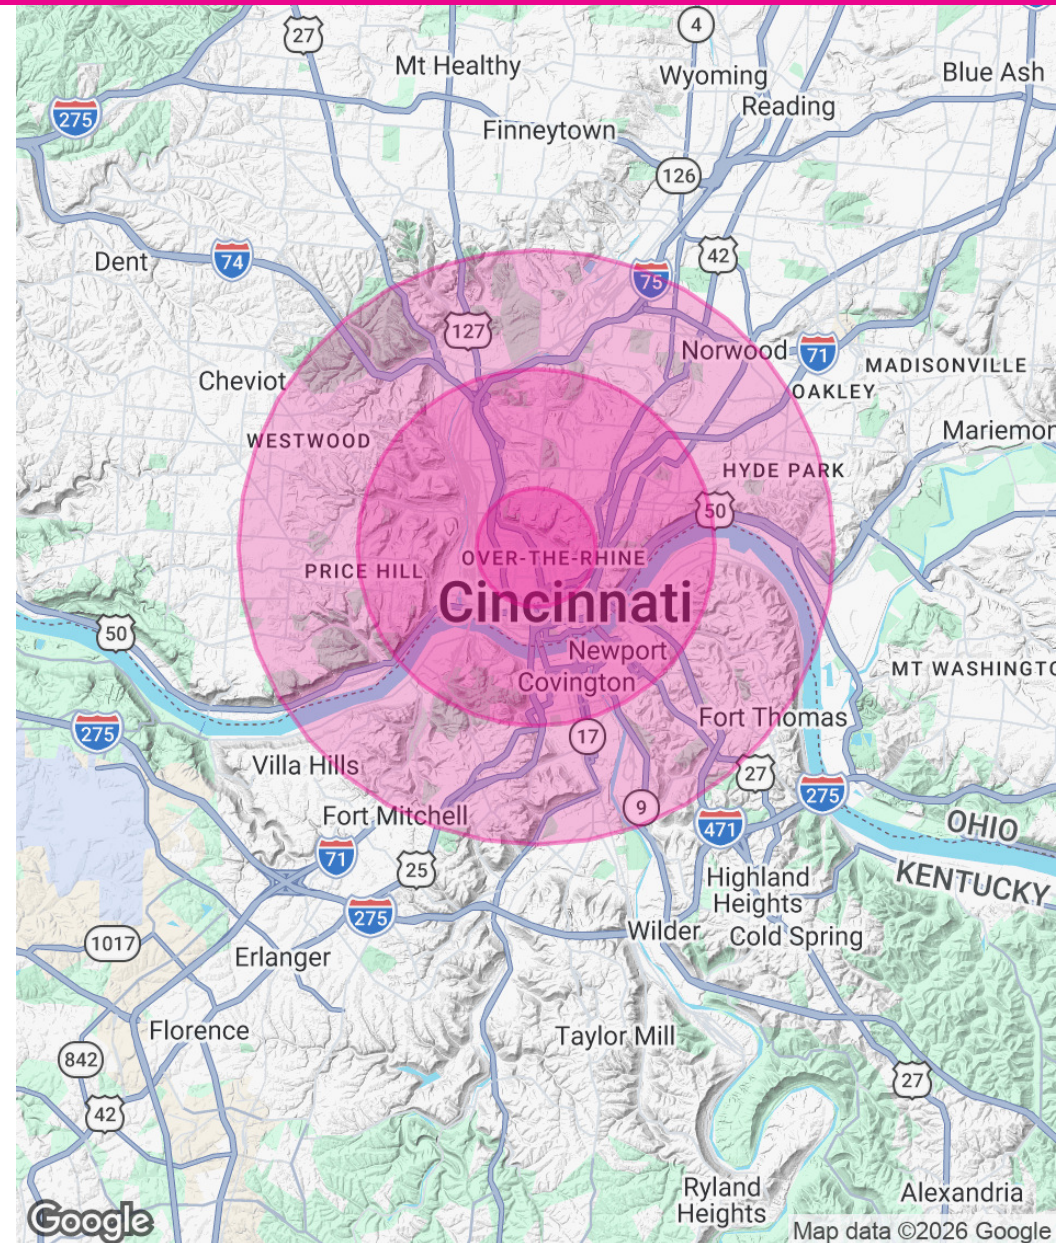 27
4
Mt Healthy
Wyoming
Blue Ash
Reading
275
Finneytown
126
Dent
74
42
75
127
Norwood
71
MADISONVILLE
Cheviot
OAKLEY
WESTWOOD
Mariemon
HYDE PARK
50
OVER-THE-RHINE
PRICE HILL
Cincinnati
50
Newport
MT WASHINGTO
Covington
Fort Thomas
275
17
Villa Hills
27
275
Fort Mitchell
9
OHIO
471
71
25
KENTUCKY
Highland
Heights
275
Wilder
Cold Spring
1017
Erlanger
Florence
Taylor Mill
842
27
42
Ryland
Heights
Alexandria
Google
Map data ©2026 Google